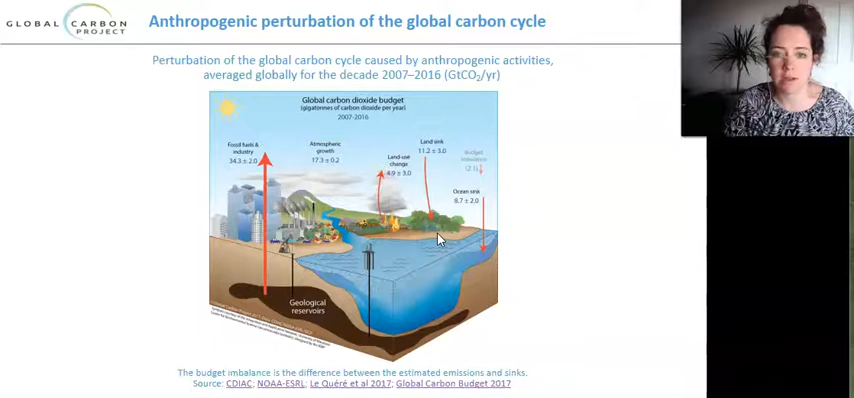 GLOBAL CARBON
PROJECT
Anthropogenic perturbation of the global carbon cycle
Perturbation of the global carbon cycle caused by anthropogenic activities,
averaged globally for the decade 2007–2016 (GtCO₂/yr)
Global carbon dioxide budget
(gigatonnes of carbon dioxide per year)
2007-2016
Fossil fuels &
industry
34.3 ± 2.0
Atmospheric
growth
17.3 ± 0.2
Land-use
change
4.9 ± 3.0
Land sink
11.2 ± 3.0
Budget
Imbalance
(2.1)
Ocean sink
8.7 ± 2.0
Geological
reservoirs
The budget imbalance is the difference between the estimated emissions and sinks.
Source: CDIAC; NOAA-ESRL; Le Quéré et al 2017; Global Carbon Budget 2017